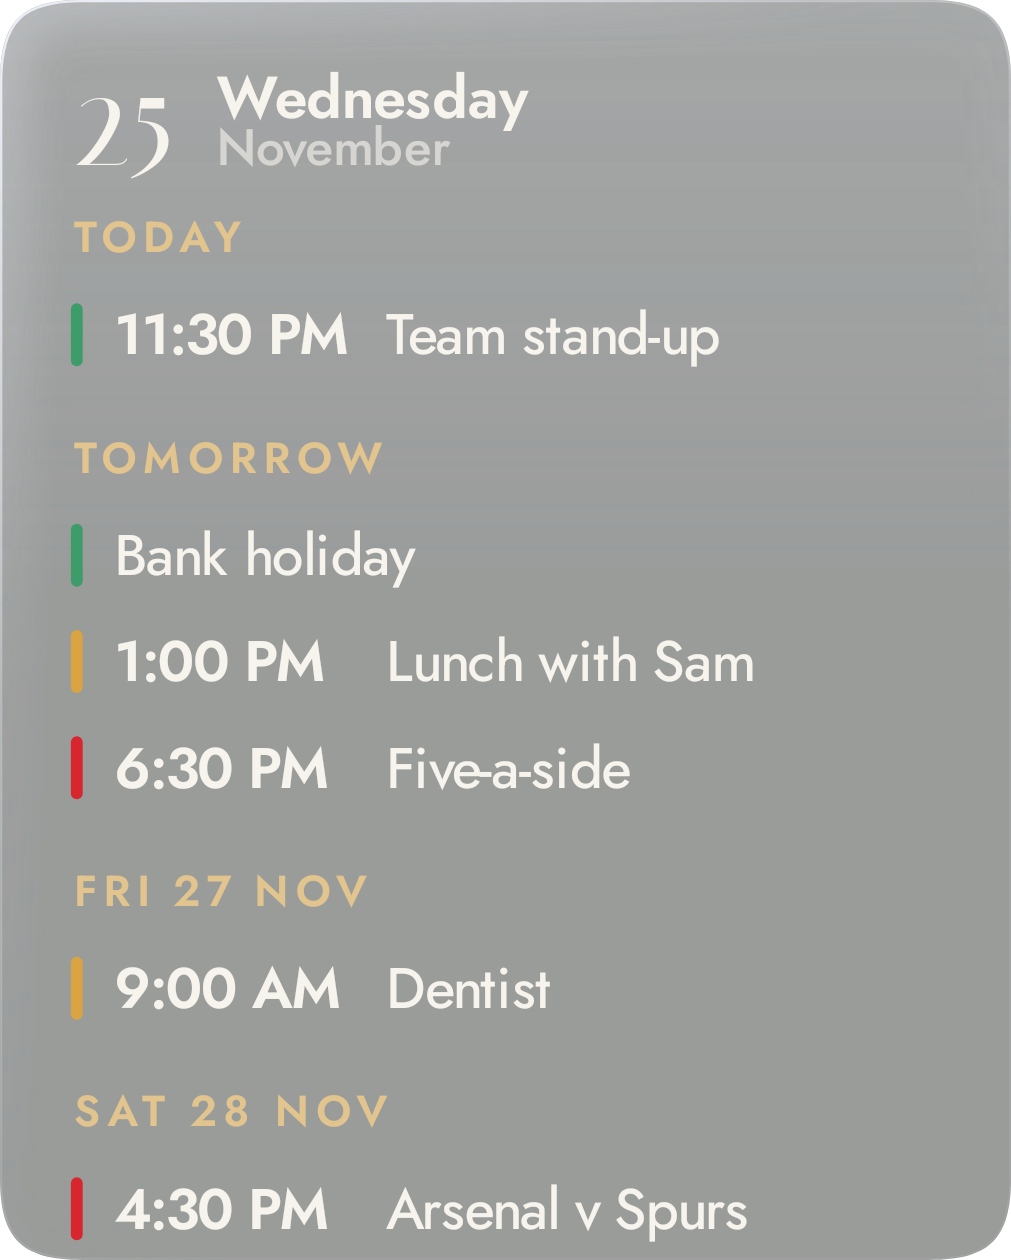 25 Wednesday
November
TODAY
11:30 PM Team stand-up
TOMORROW
Bank holiday
1:00 PM Lunch with Sam
6:30 PM Five-a-side
FRI 27 NOV
9:00 AM Dentist
SAT 28 NOV
4:30 PM Arsenal v Spurs